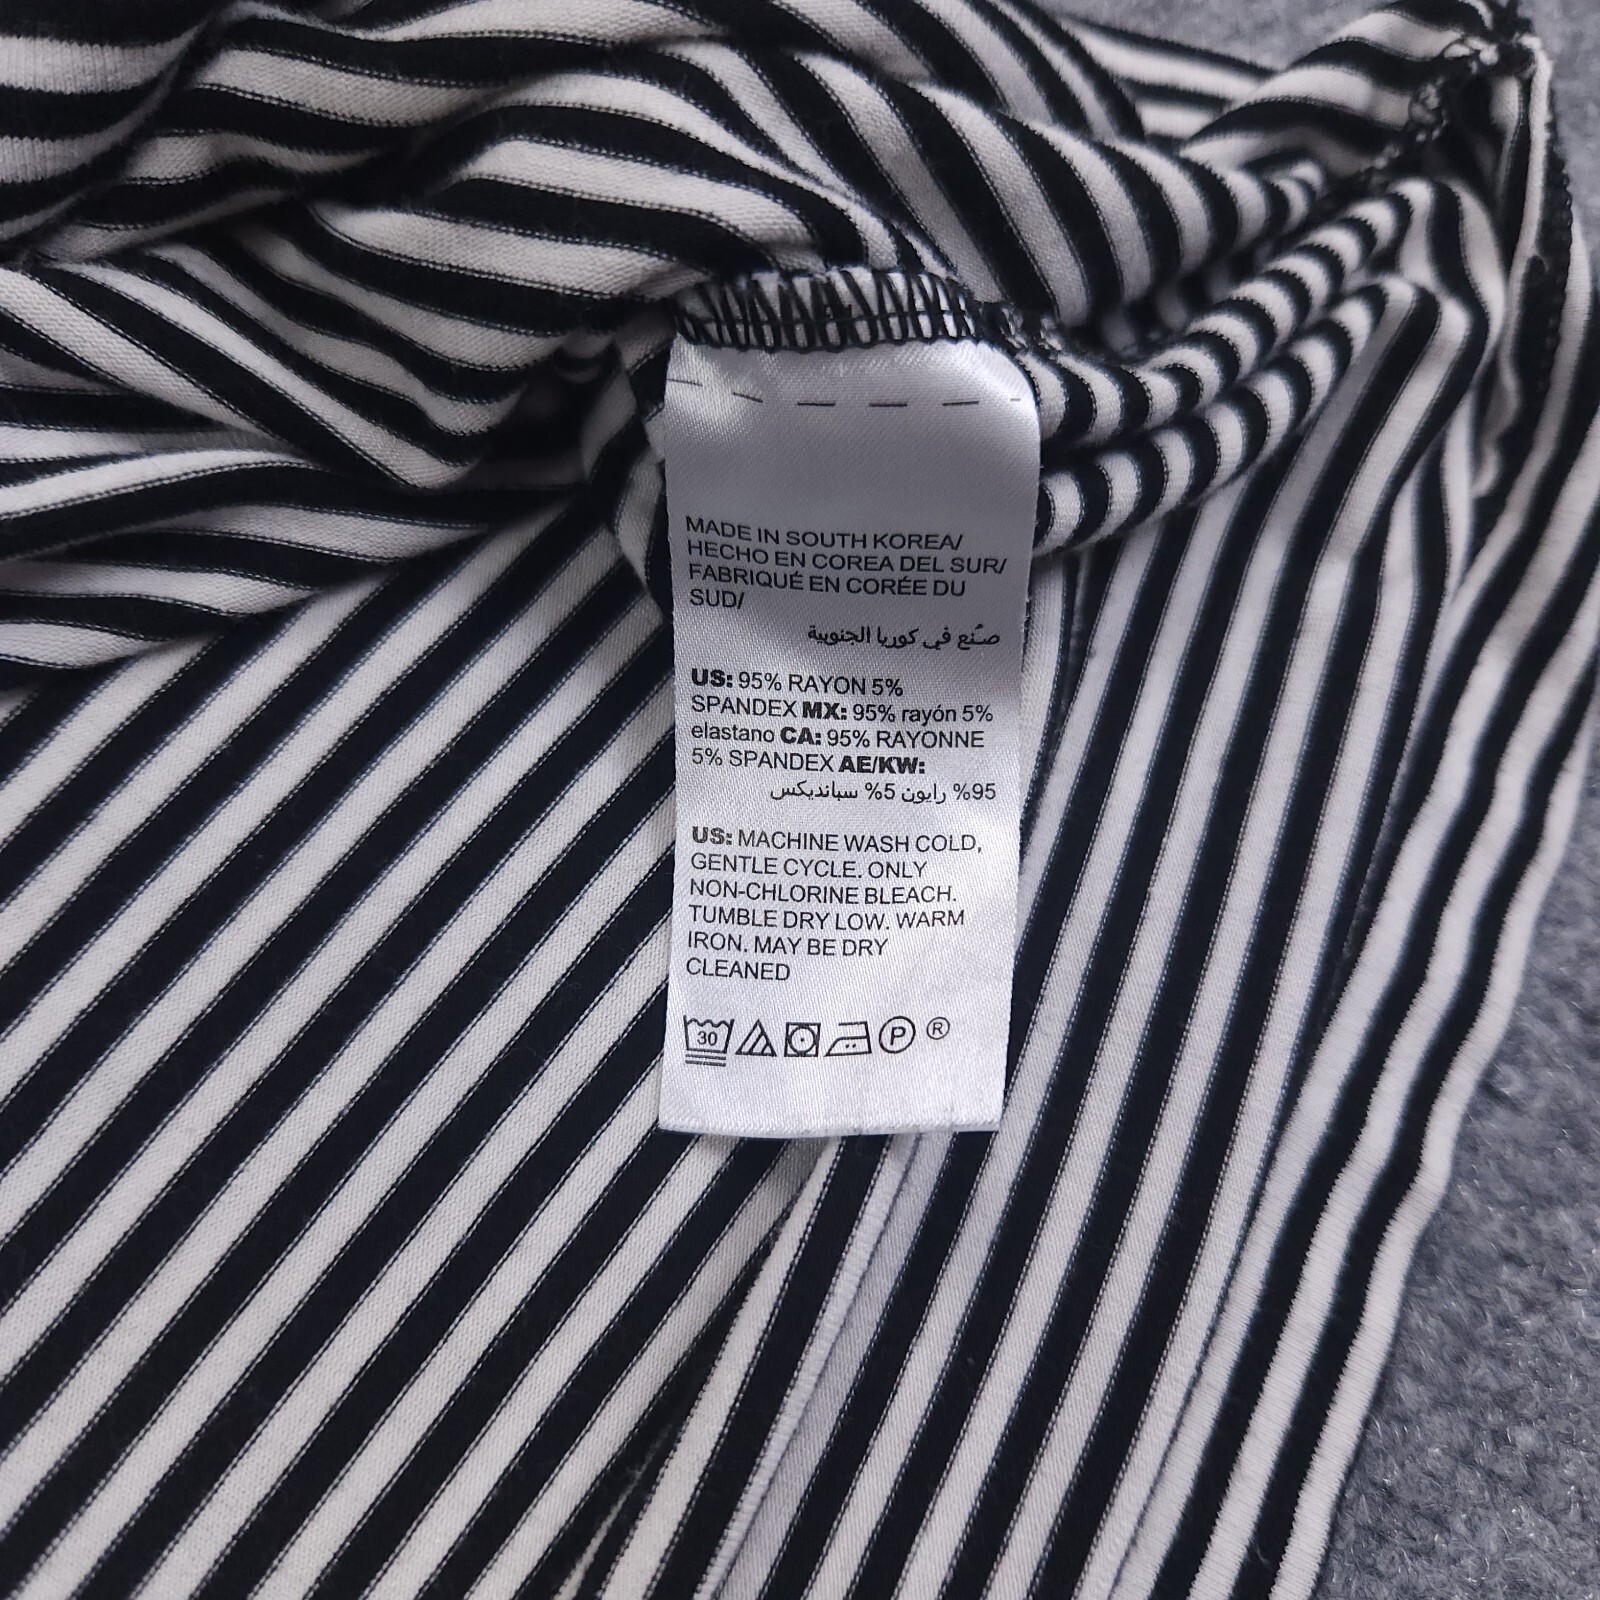 MADE IN SOUTH KOREA/
HECHO EN COREA DEL SUR/
FABRIQUÉ EN CORÉE DU
SUD/
صُنع في كوريا الجنوبية
US: 95% RAYON 5%
SPANDEX MX: 95% rayón 5%
elastano CA: 95% RAYONNE
5% SPANDEX AE/KW:
95% رايون 5% سبانديكس
US: MACHINE WASH COLD,
GENTLE CYCLE. ONLY
NON-CHLORINE BLEACH.
TUMBLE DRY LOW. WARM
IRON. MAY BE DRY
CLEANED
30 P ®